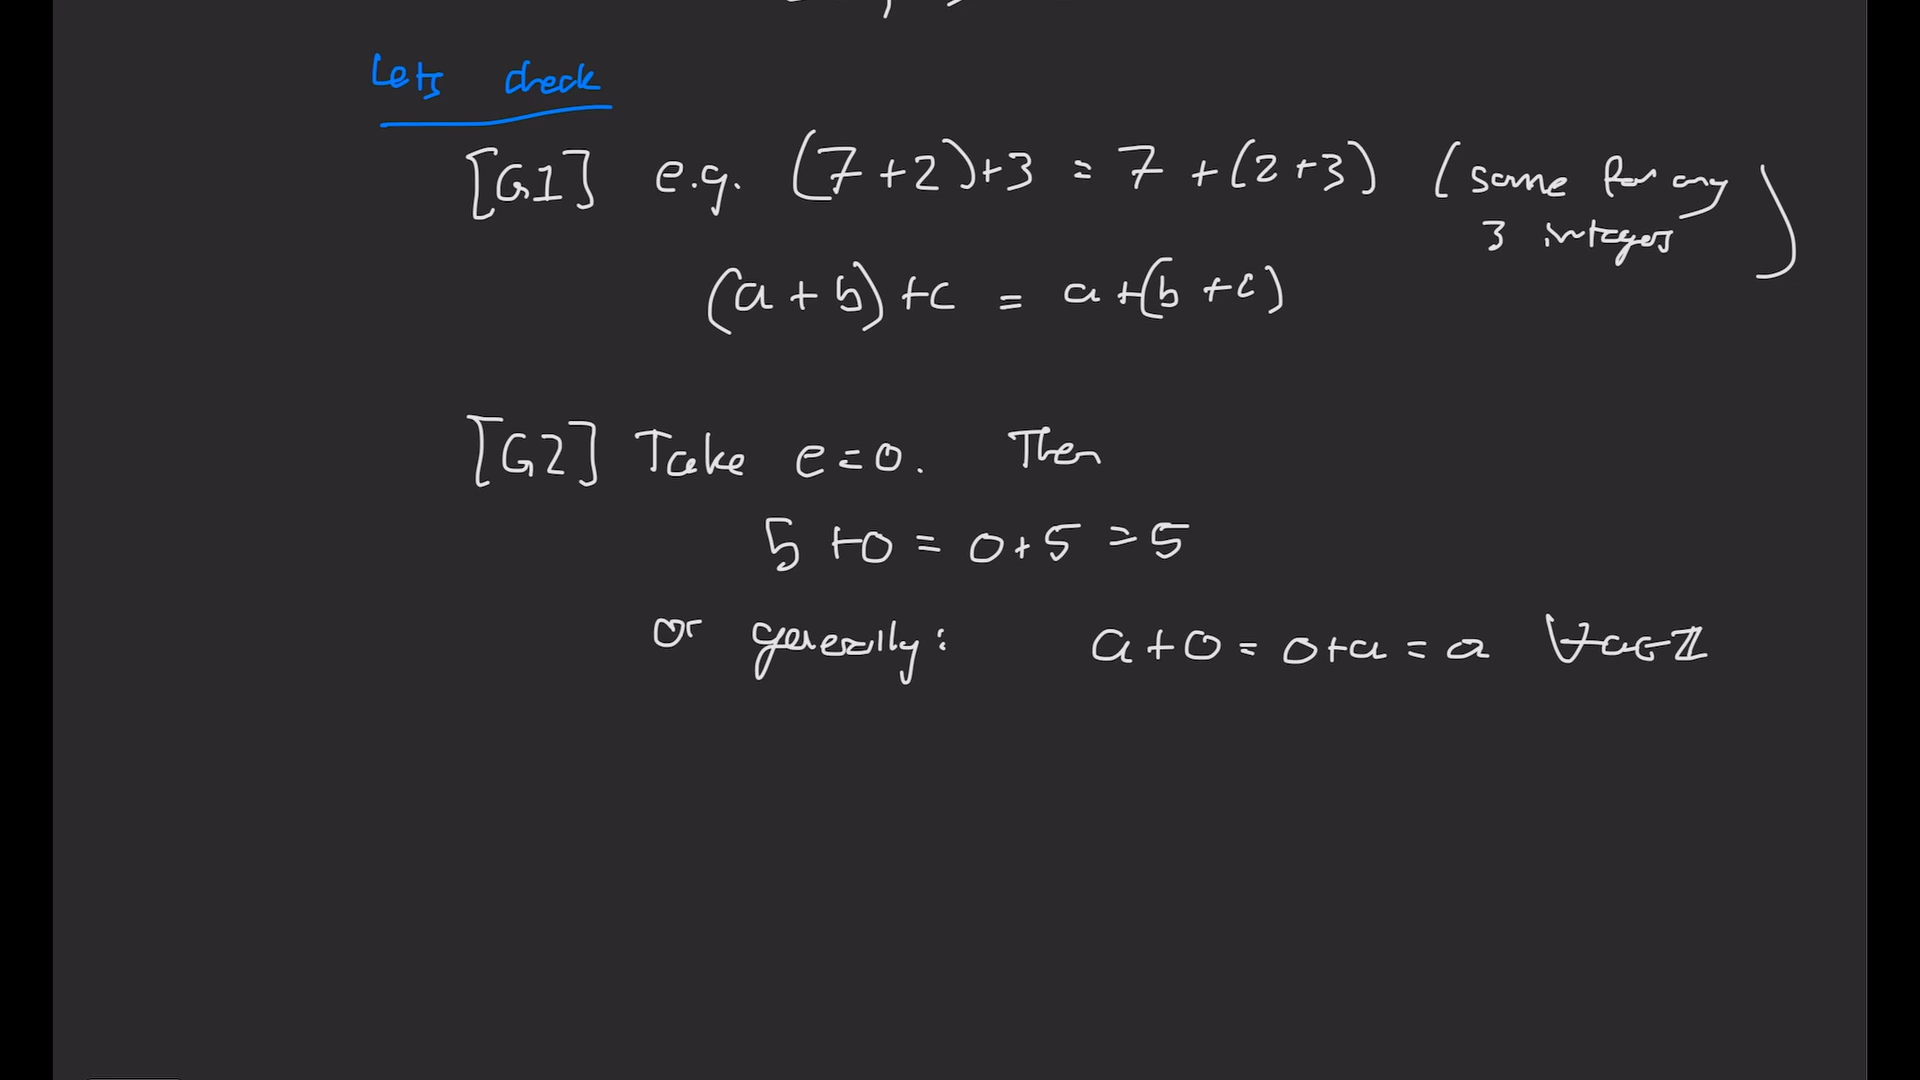 Lets check
[G1] e.g. (7+2)+3 = 7+(2+3) (same for any
3 integers)
(a+b)+c = a+(b+c)
[G2] Take e=0. Then
5+0 = 0+5 = 5
or generally: a+0 = 0+a = a ∀a∈ℤ